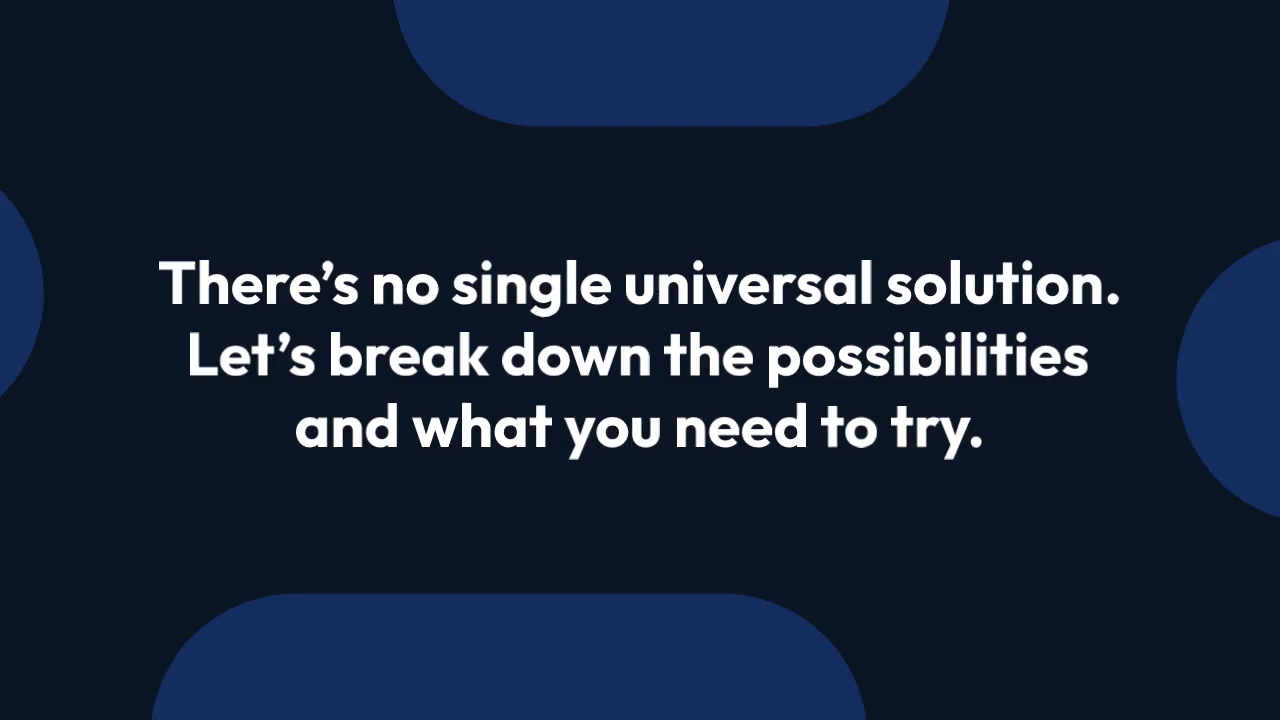 There’s no single universal solution.
Let’s break down the possibilities
and what you need to try.